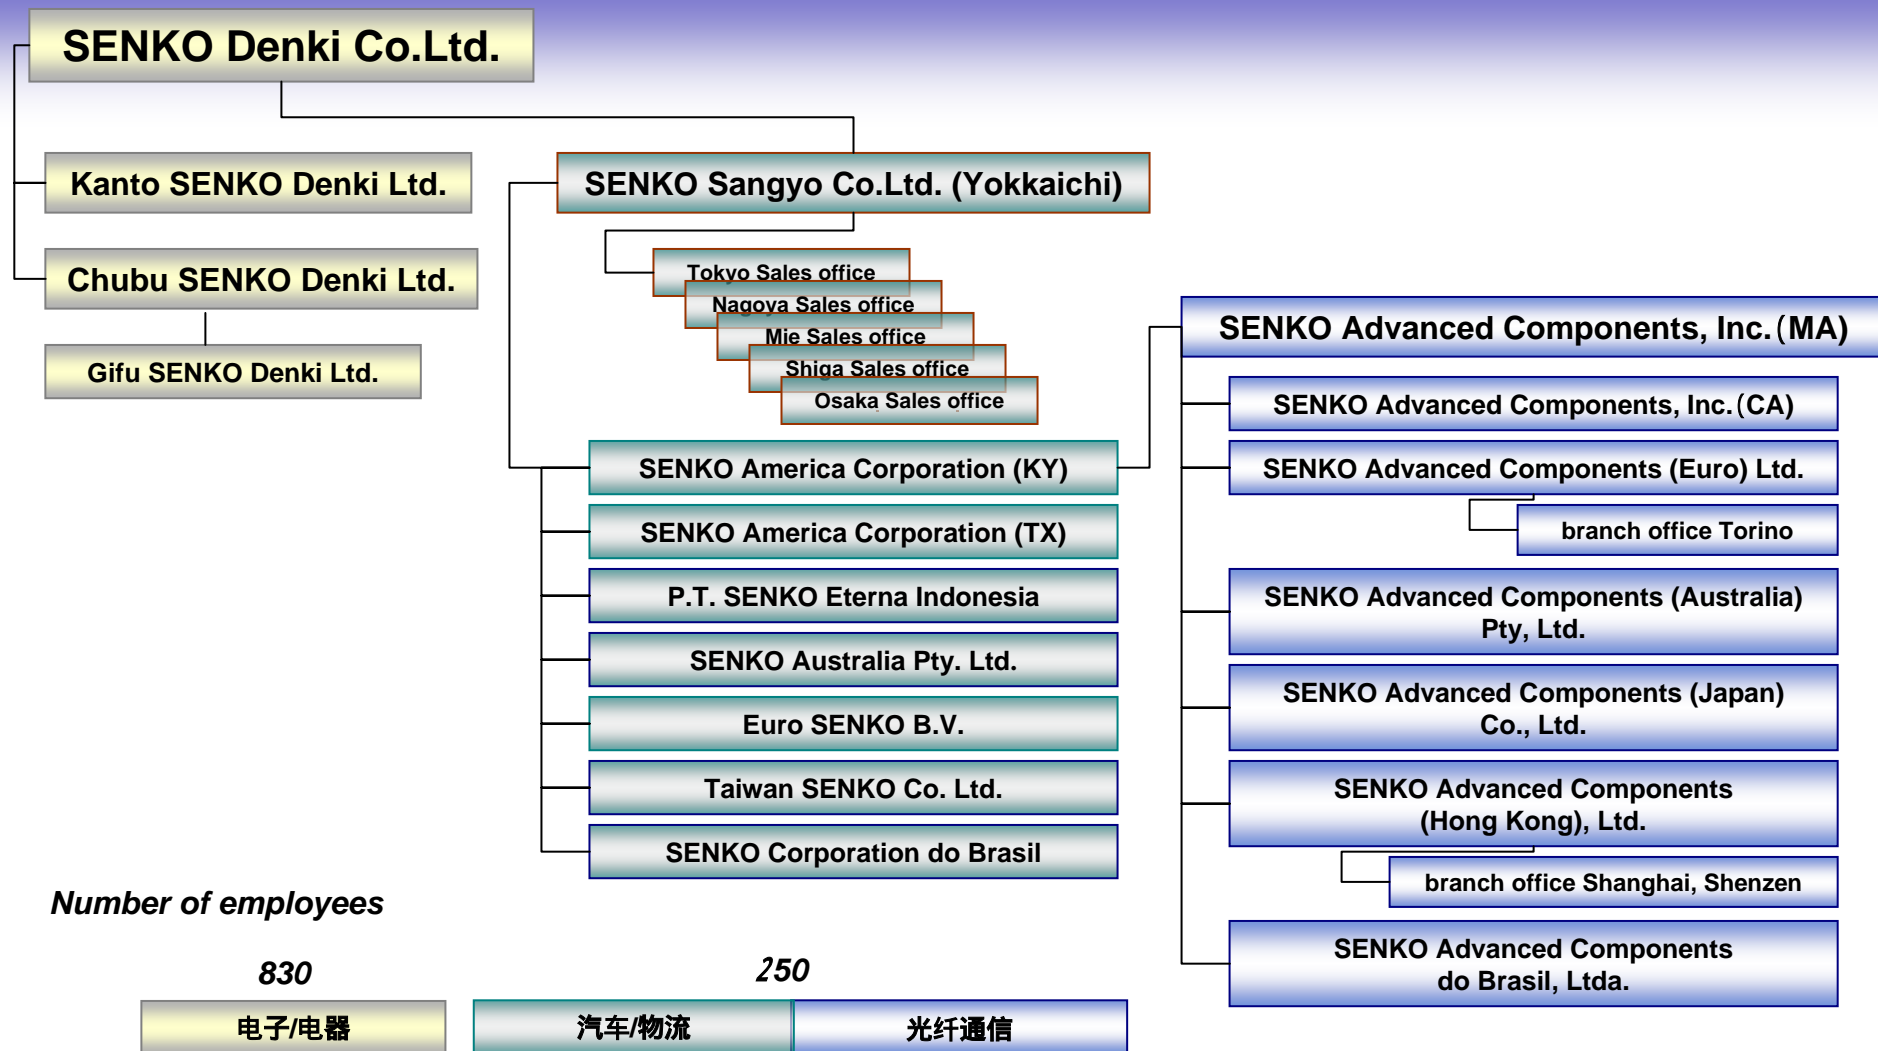 SENKO Denki Co.Ltd.
Kanto SENKO Denki Ltd.
Chubu SENKO Denki Ltd.
Gifu SENKO Denki Ltd.
SENKO Sangyo Co.Ltd. (Yokkaichi)
Tokyo Sales office
Nagoya Sales office
Mie Sales office
Shiga Sales office
Osaka Sales office
SENKO America Corporation (KY)
SENKO America Corporation (TX)
P.T. SENKO Eterna Indonesia
SENKO Australia Pty. Ltd.
Euro SENKO B.V.
Taiwan SENKO Co. Ltd.
SENKO Corporation do Brasil
SENKO Advanced Components, Inc.(MA)
SENKO Advanced Components, Inc.(CA)
SENKO Advanced Components (Euro) Ltd.
branch office Torino
SENKO Advanced Components (Australia)
Pty, Ltd.
SENKO Advanced Components (Japan)
Co., Ltd.
SENKO Advanced Components
(Hong Kong), Ltd.
branch office Shanghai, Shenzen
SENKO Advanced Components
do Brasil, Ltda.
Number of employees
830
250
电子/电器
汽车/物流
光纤通信